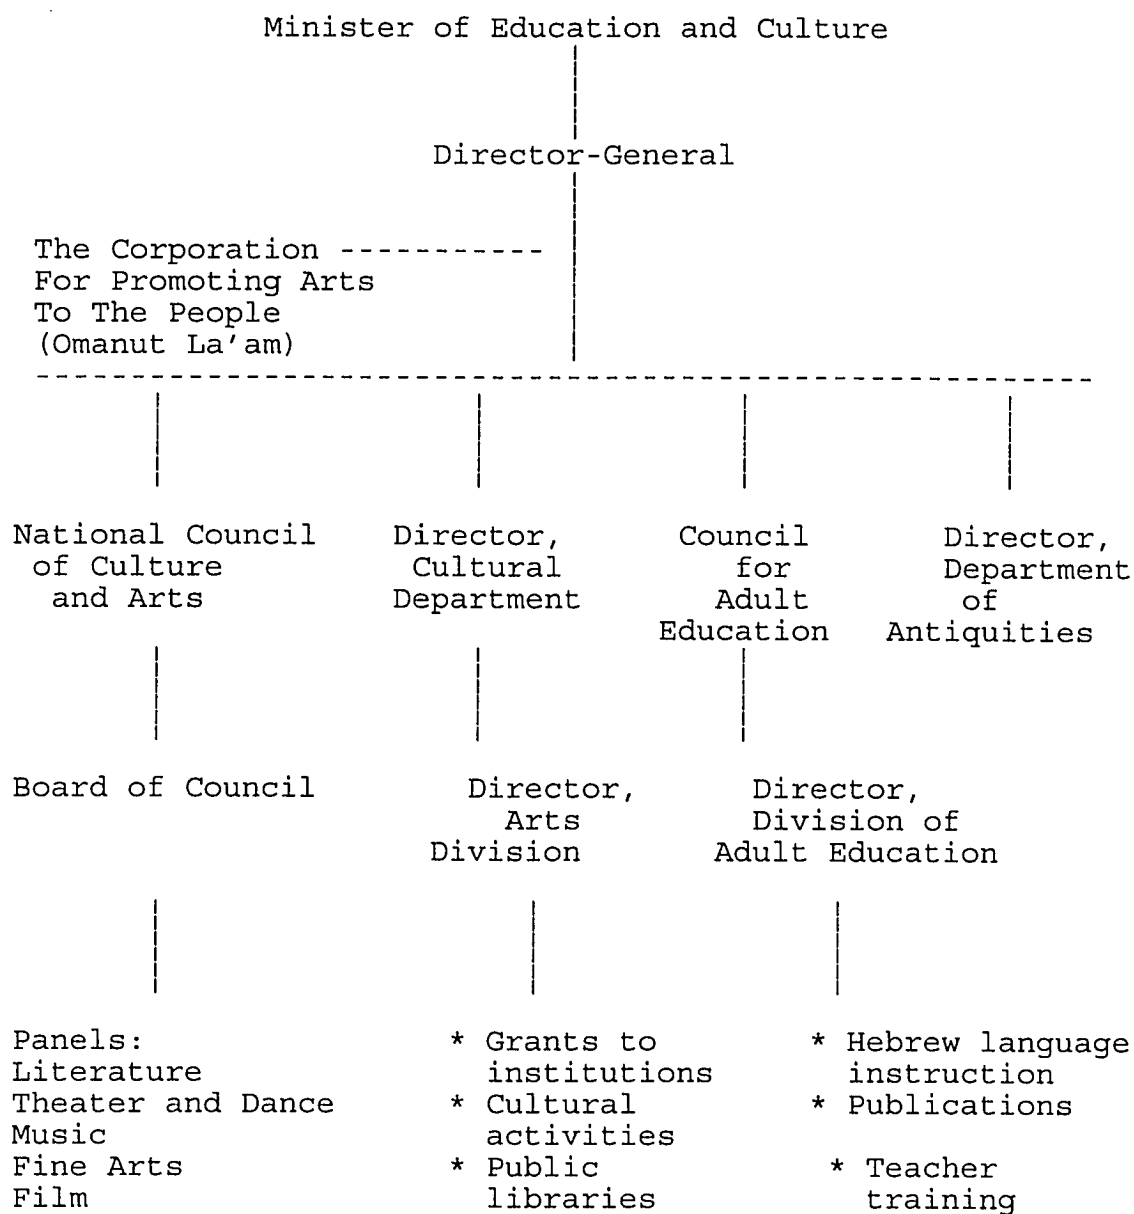 Minister of Education and Culture
Director-General
The Corporation -----------
For Promoting Arts
To The People
(Omanut La'am)
National Council
of Culture
and Arts
Director,
Cultural
Department
Council
for
Adult
Education
Director,
Department
of
Antiquities
Board of Council
Director,
Arts
Division
Director,
Division of
Adult Education
Panels:
Literature
Theater and Dance
Music
Fine Arts
Film
* Grants to
institutions
* Cultural
activities
* Public
libraries
* Hebrew language
instruction
* Publications
* Teacher
training